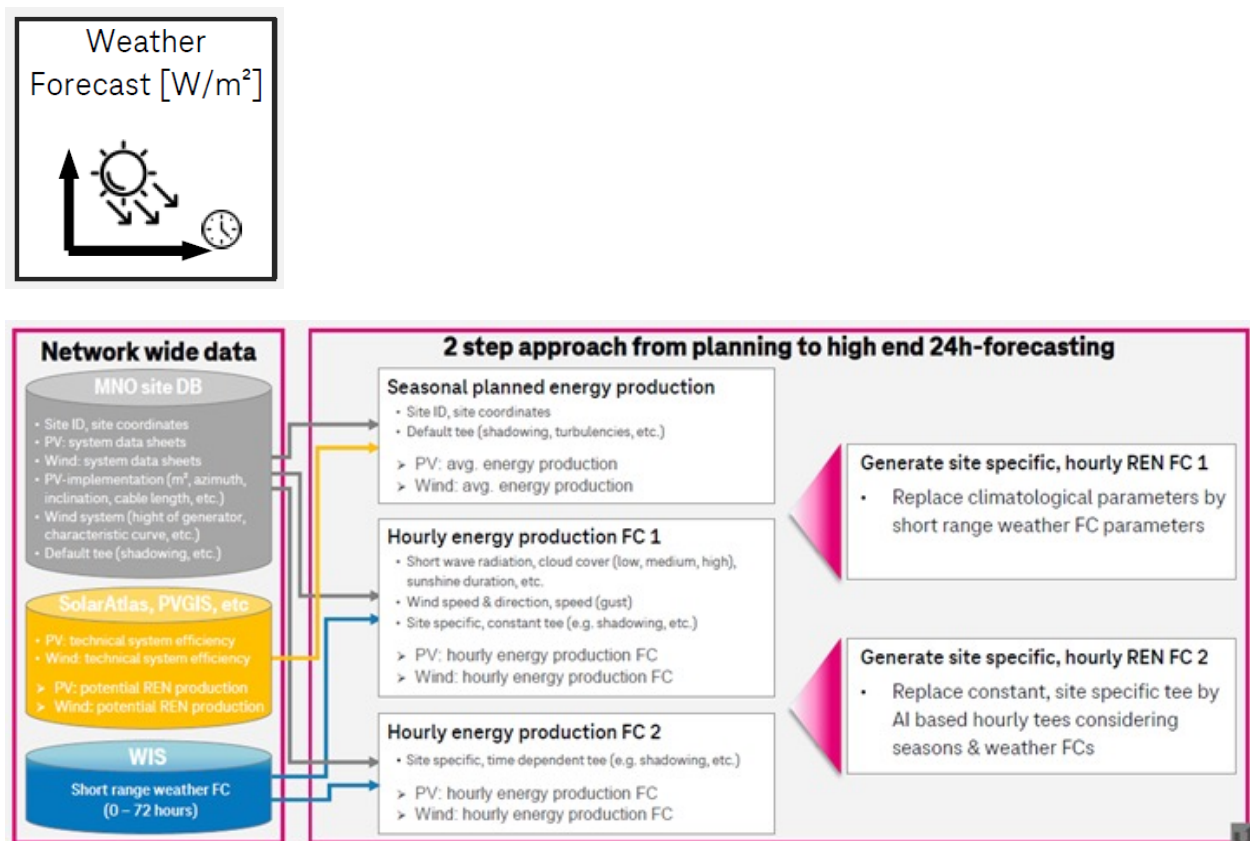 Weather
Forecast [W/m²]
Network wide data
MNO site DB
• Site ID, site coordinates
• PV: system data sheets
• Wind: system data sheets
• PV-implementation (m², azimuth,
inclination, cable length, etc.)
• Wind system (hight of generator,
characteristic curve, etc.)
• Default tee (shadowing, etc.)
SolarAtlas, PVGIS, etc
• PV: technical system efficiency
• Wind: technical system efficiency
➢ PV: potential REN production
➢ Wind: potential REN production
WIS
Short range weather FC
(0 – 72 hours)
2 step approach from planning to high end 24h-forecasting
Seasonal planned energy production
• Site ID, site coordinates
• Default tee (shadowing, turbulencies, etc.)
➢ PV: avg. energy production
➢ Wind: avg. energy production
Hourly energy production FC 1
• Short wave radiation, cloud cover (low, medium, high),
sunshine duration, etc.
• Wind speed & direction, speed (gust)
• Site specific, constant tee (e.g. shadowing, etc.)
➢ PV: hourly energy production FC
➢ Wind: hourly energy production FC
Hourly energy production FC 2
• Site specific, time dependent tee (e.g. shadowing, etc.)
➢ PV: hourly energy production FC
➢ Wind: hourly energy production FC
Generate site specific, hourly REN FC 1
• Replace climatological parameters by
short range weather FC parameters
Generate site specific, hourly REN FC 2
• Replace constant, site specific tee by
AI based hourly tees considering
seasons & weather FCs